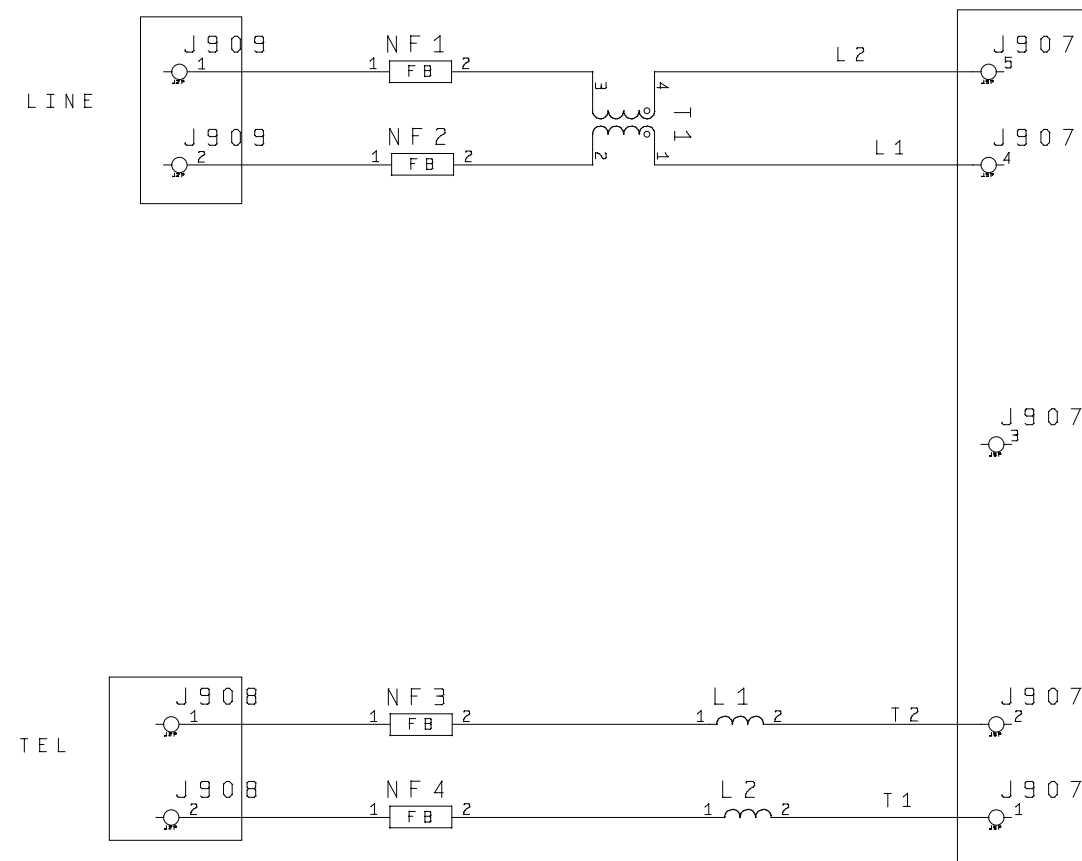 J909 NF1 L2 J907
1 1 FB 2 3 4 5
LINE T1
J909 NF2 L1 J907
2 1 FB 2 2 1 4
J907
3
J908 NF3 L1 J907
1 1 FB 2 1 2 T2 2
TEL
J908 NF4 L2 J907
2 1 FB 2 1 2 T1 1